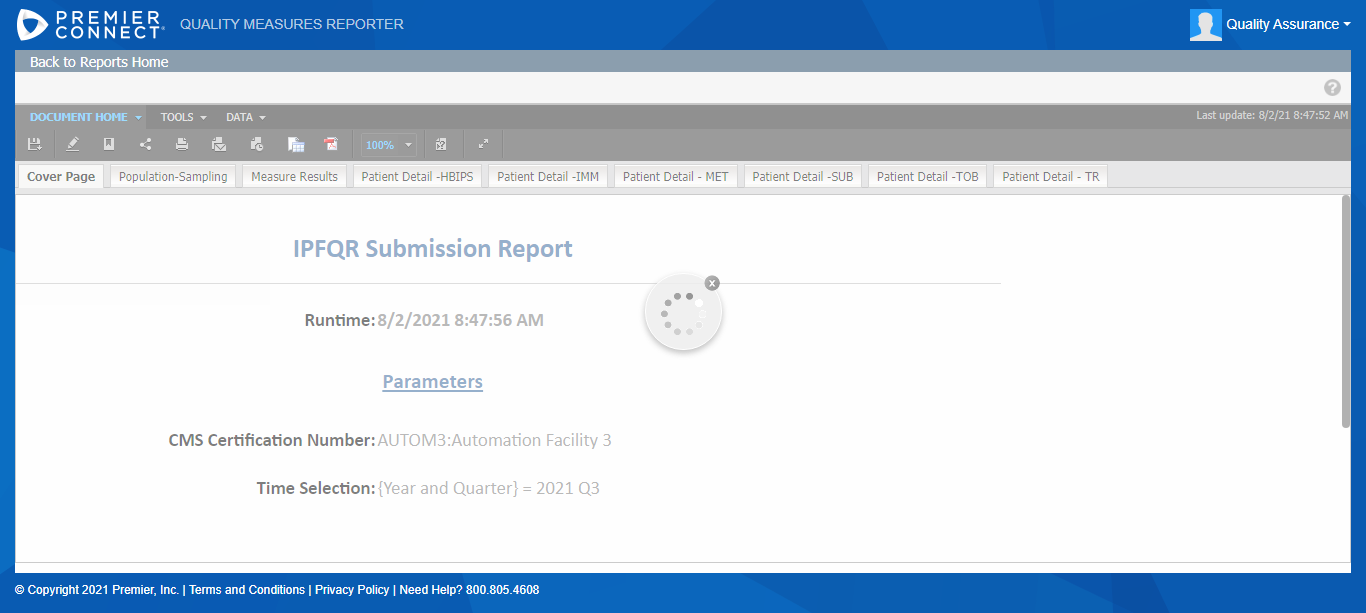 PREMIER CONNECT® QUALITY MEASURES REPORTER
Quality Assurance
Back to Reports Home
?
DOCUMENT HOME TOOLS DATA
Last update: 8/2/21 8:47:52 AM
100%
Cover Page Population-Sampling Measure Results Patient Detail -HBIPS Patient Detail -IMM Patient Detail - MET Patient Detail -SUB Patient Detail -TOB Patient Detail - TR
IPFQR Submission Report
x
Runtime: 8/2/2021 8:47:56 AM
Parameters
CMS Certification Number: AUTOM3:Automation Facility 3
Time Selection: {Year and Quarter} = 2021 Q3
© Copyright 2021 Premier, Inc. | Terms and Conditions | Privacy Policy | Need Help? 800.805.4608